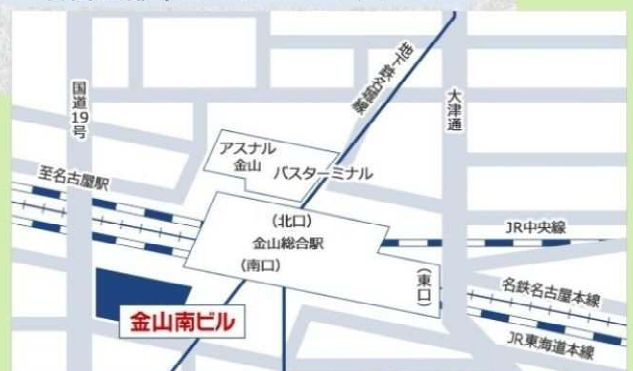 地下鉄名城線
国道19号
大津通
アスナル
金山
バスターミナル
至名古屋駅
(北口)
金山総合駅
(南口)
(東口)
JR中央線
名鉄名古屋本線
JR東海道本線
金山南ビル